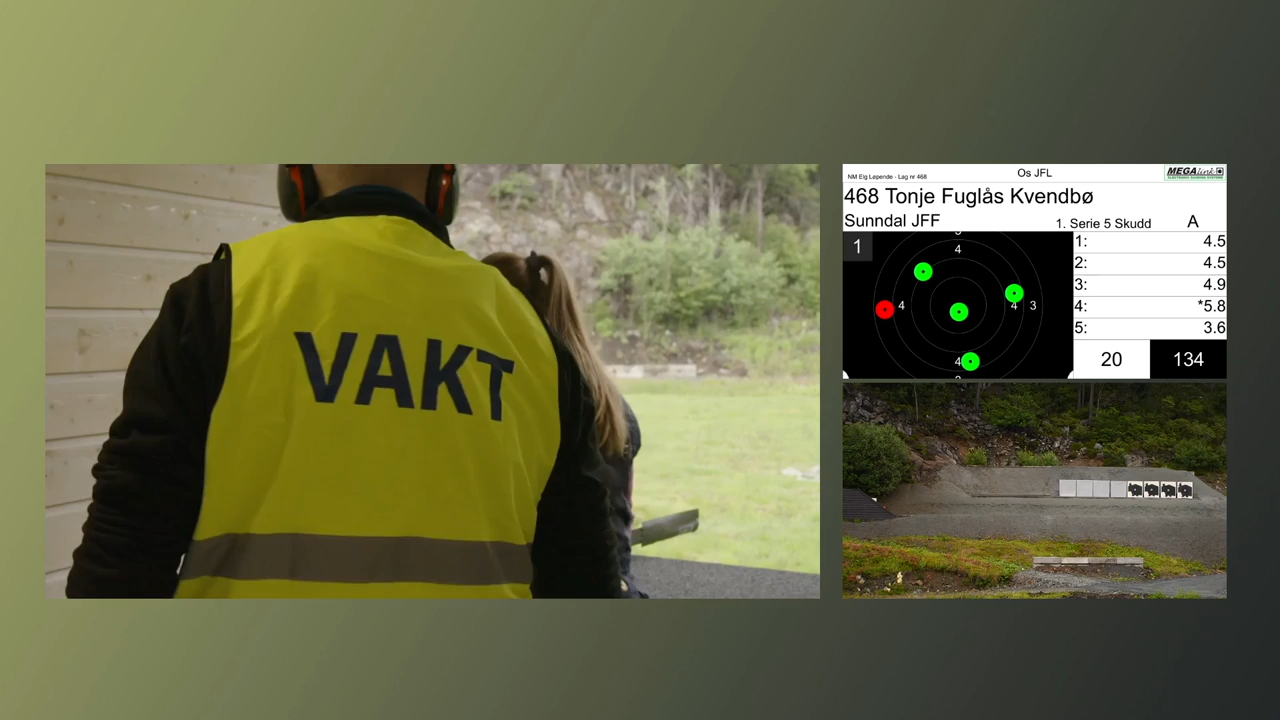 VAKT
NM Elg Løpende - Lag nr 468
Os JFL
MEGAlink
468 Tonje Fuglås Kvendbø
Sunndal JFF
1. Serie 5 Skudd
A
1
4
4
4
3
4
1: 4.5
2: 4.5
3: 4.9
4: *5.8
5: 3.6
20
134